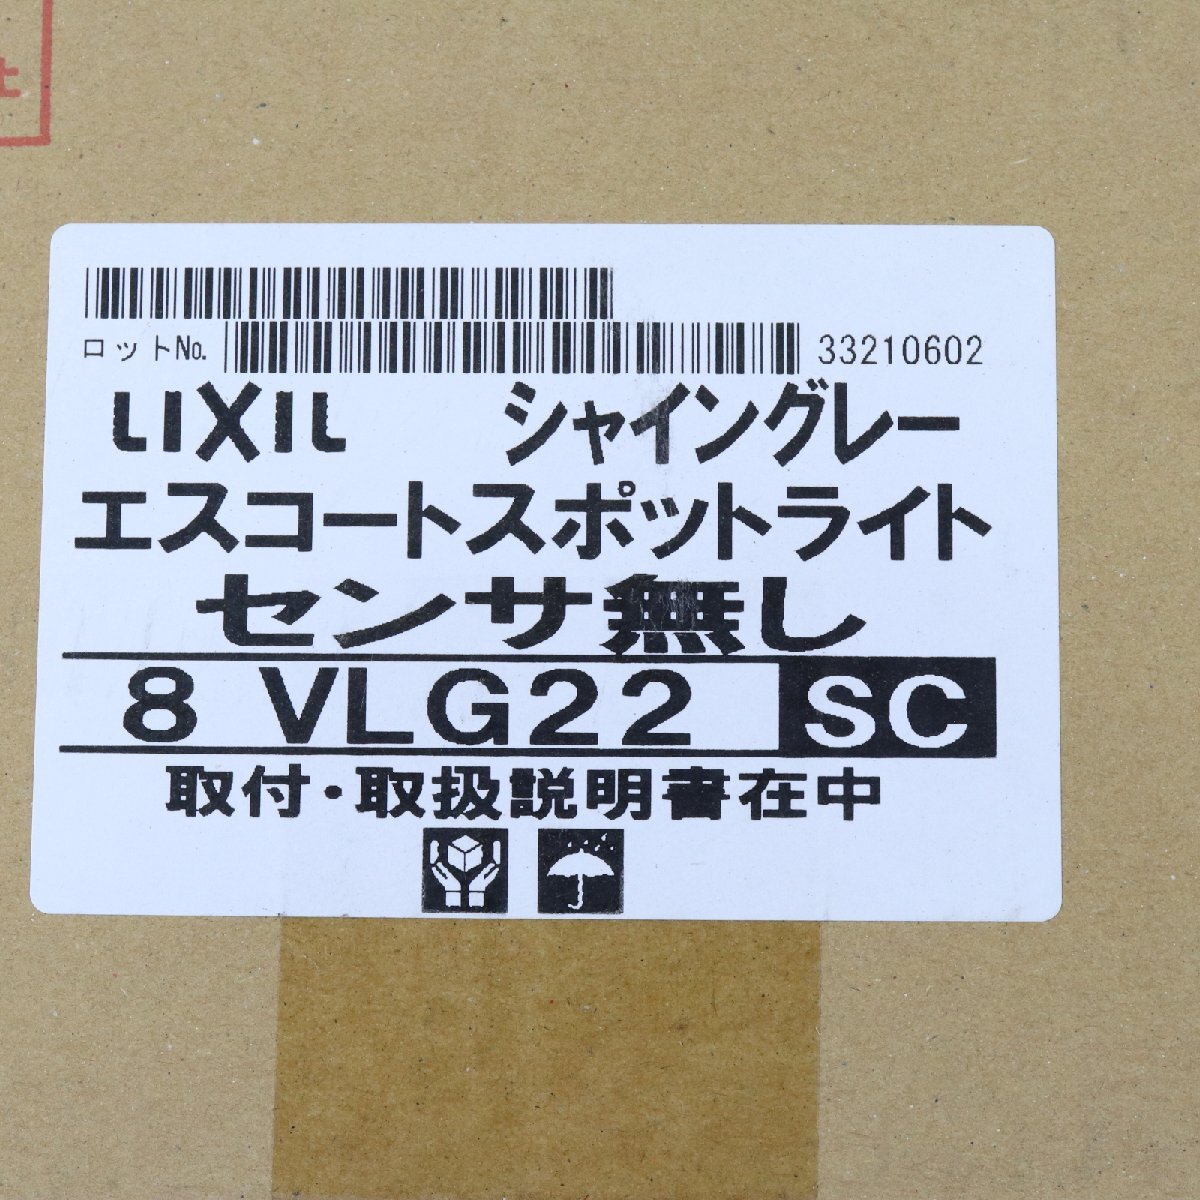 ロットNo. 33210602
LIXIL シャイングレー
エスコートスポットライト
センサ無し
8 VLG22 SC
取付・取扱説明書在中